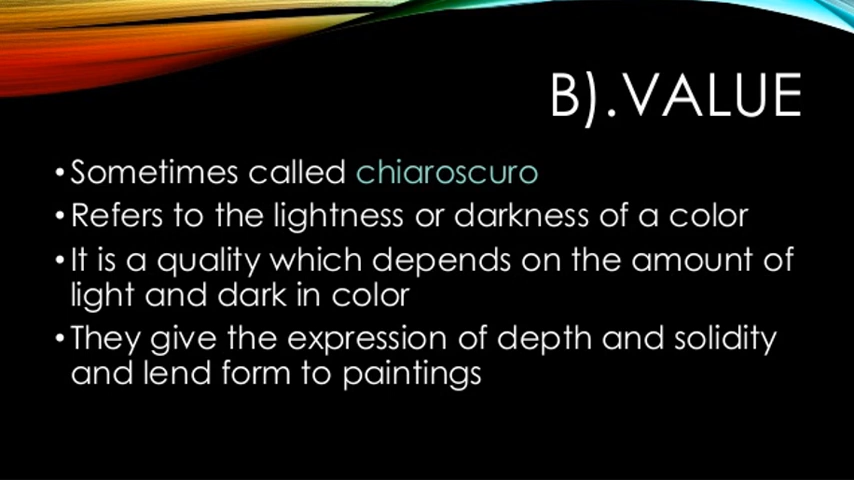 B).VALUE
•Sometimes called chiaroscuro
•Refers to the lightness or darkness of a color
•It is a quality which depends on the amount of
light and dark in color
•They give the expression of depth and solidity
and lend form to paintings